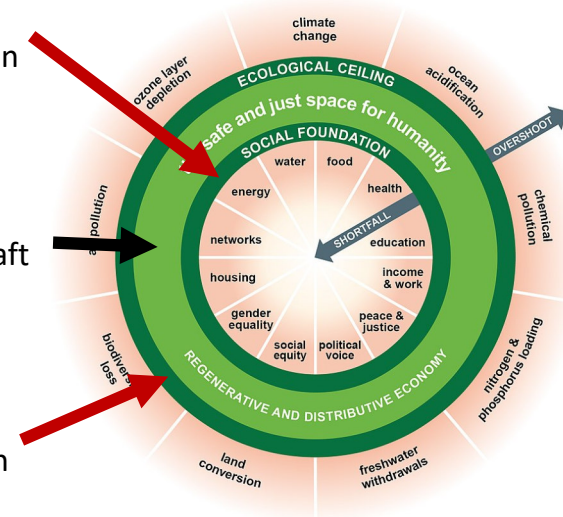 n
aft
n
climate
change
ocean
acidification
chemical
pollution
nitrogen &
phosphorus loading
freshwater
withdrawals
land
conversion
loss
pollution
ozone layer
depletion
ECOLOGICAL CEILING
safe and just space for humanity
SOCIAL FOUNDATION
OVERSHOOT
SHORTFALL
water
food
health
education
income
& work
peace &
justice
political
voice
social
equity
gender
equality
housing
networks
energy
REGENERATIVE AND DISTRIBUTIVE ECONOMY